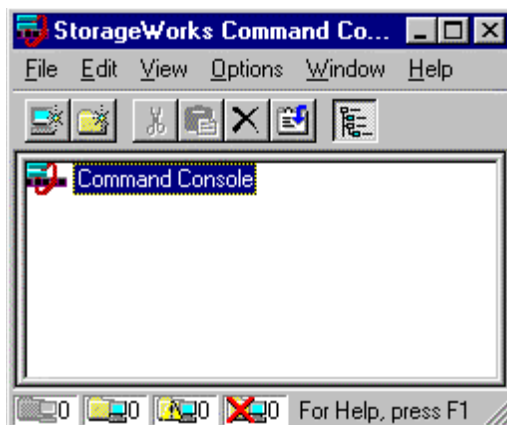 StorageWorks Command Co...
File Edit View Options Window Help
Command Console
0 0 0 0 For Help, press F1